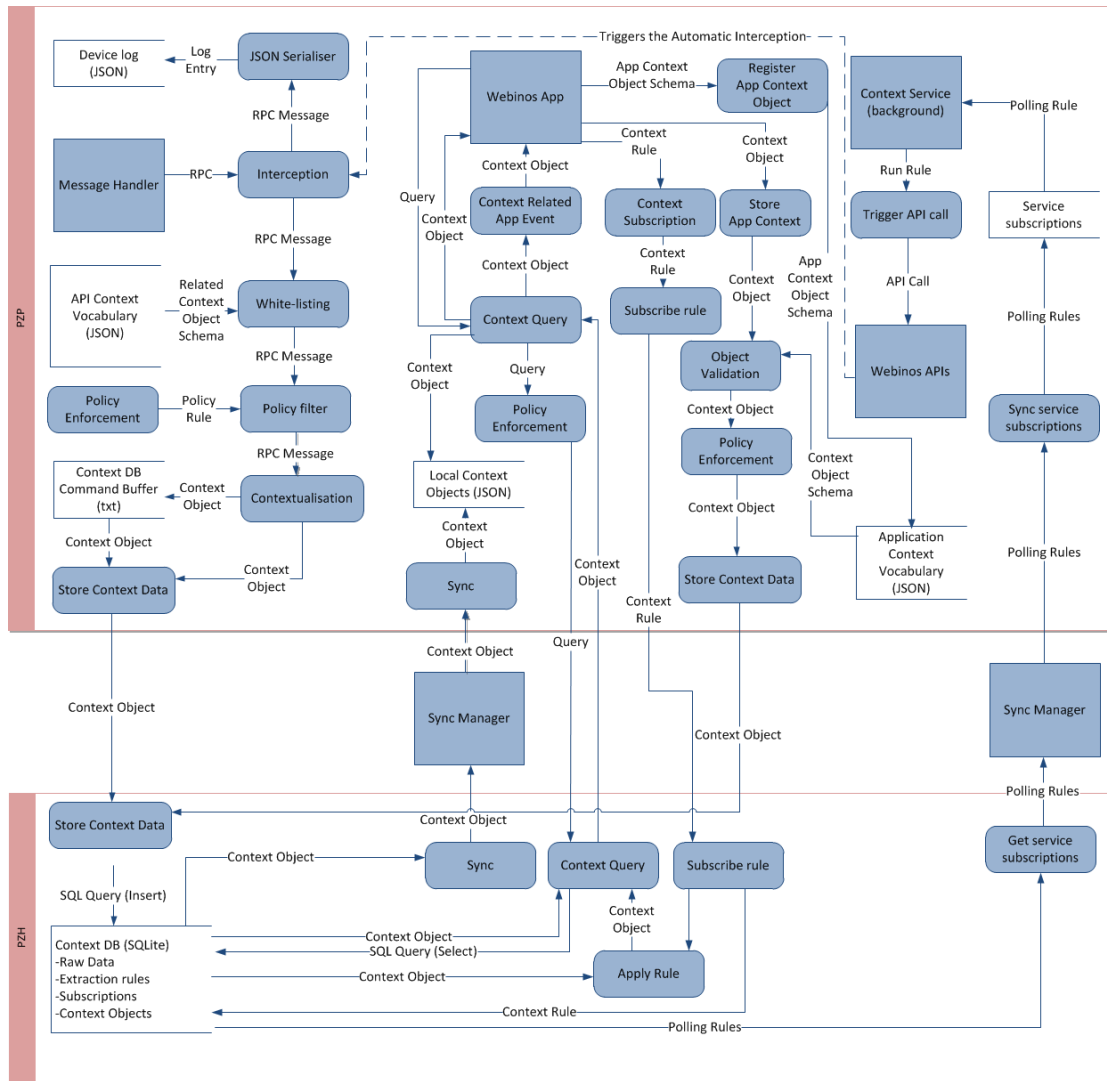 PZP
Device log
(JSON)
Log
Entry
JSON Serialiser
RPC Message
Message Handler
RPC
Interception
RPC Message
API Context
Vocabulary
(JSON)
Related
Context
Object
Schema
White-listing
RPC Message
Policy
Enforcement
Policy
Rule
Policy filter
RPC Message
Context DB
Command Buffer
(txt)
Context
Object
Contextualisation
Context Object
Context
Object
Store Context Data
Triggers the Automatic Interception
Webinos App
App Context
Object Schema
Register
App Context
Object
Query
Context
Object
Context Object
Context Related
App Event
Context Object
Context Query
Context
Rule
Context
Subscription
Context
Rule
Subscribe rule
Context
Object
Store
App Context
Context
Object
App
Context
Object
Schema
Object
Validation
Context Object
Policy
Enforcement
Context Object
Store Context Data
Context
Object
Query
Policy
Enforcement
Local Context
Objects (JSON)
Context
Object
Sync
Context
Object
Context
Rule
Context
Object
Schema
Application
Context
Vocabulary
(JSON)
Context Service
(background)
Run Rule
Trigger API call
API Call
Webinos APIs
Polling Rule
Service
subscriptions
Polling Rules
Sync service
subscriptions
Polling Rules
Query
Context Object
Sync Manager
Context Object
Context Object
Sync Manager
Polling Rules
PZH
Store Context Data
SQL Query (Insert)
Context Object
Context Object
Sync
Context Query
Subscribe rule
Get service
subscriptions
Context DB (SQLite)
-Raw Data
-Extraction rules
-Subscriptions
-Context Objects
Context Object
SQL Query (Select)
Context
Object
Context Object
Apply Rule
Context Rule
Polling Rules